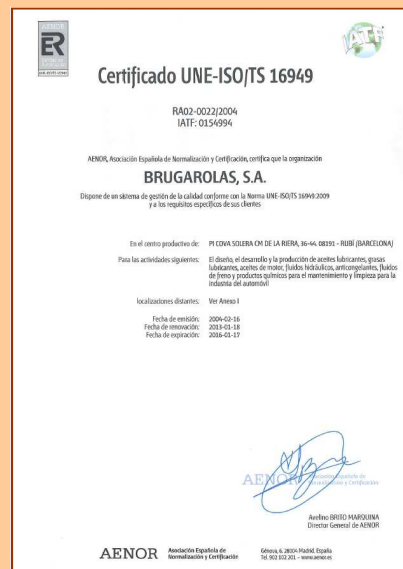 AENOR
ER
IATF
Certificado UNE-ISO/TS 16949
RA02-0022/2004
IATF: 0154994
AENOR, Asociación Española de Normalización y Certificación, certifica que la organización
BRUGAROLAS, S.A.
Dispone de un sistema de gestión de la calidad conforme con la Norma UNE-ISO/TS 16949:2009
y a los requisitos específicos de sus clientes
En el centro productivo de: PI COVA SOLERA CM DE LA RIERA, 36-44. 08191 - RUBÍ (BARCELONA)
Para las actividades siguientes: El diseño, el desarrollo y la producción de aceites lubricantes, grasas
lubricantes, aceites de motor, fluidos hidráulicos, anticongelantes, fluidos
de freno y productos químicos para el mantenimiento y limpieza para la
industria del automóvil
localizaciones distantes: Ver Anexo I
Fecha de emisión: 2004-02-16
Fecha de renovación: 2013-01-18
Fecha de expiración: 2016-01-17
AENOR Asociación Española de
Normalización y Certificación
Avelino BRITO MARQUINA
Director General de AENOR
AENOR Asociación Española de
Normalización y Certificación
Génova, 6. 28004 Madrid. España
Tel. 902 102 201 – www.aenor.es